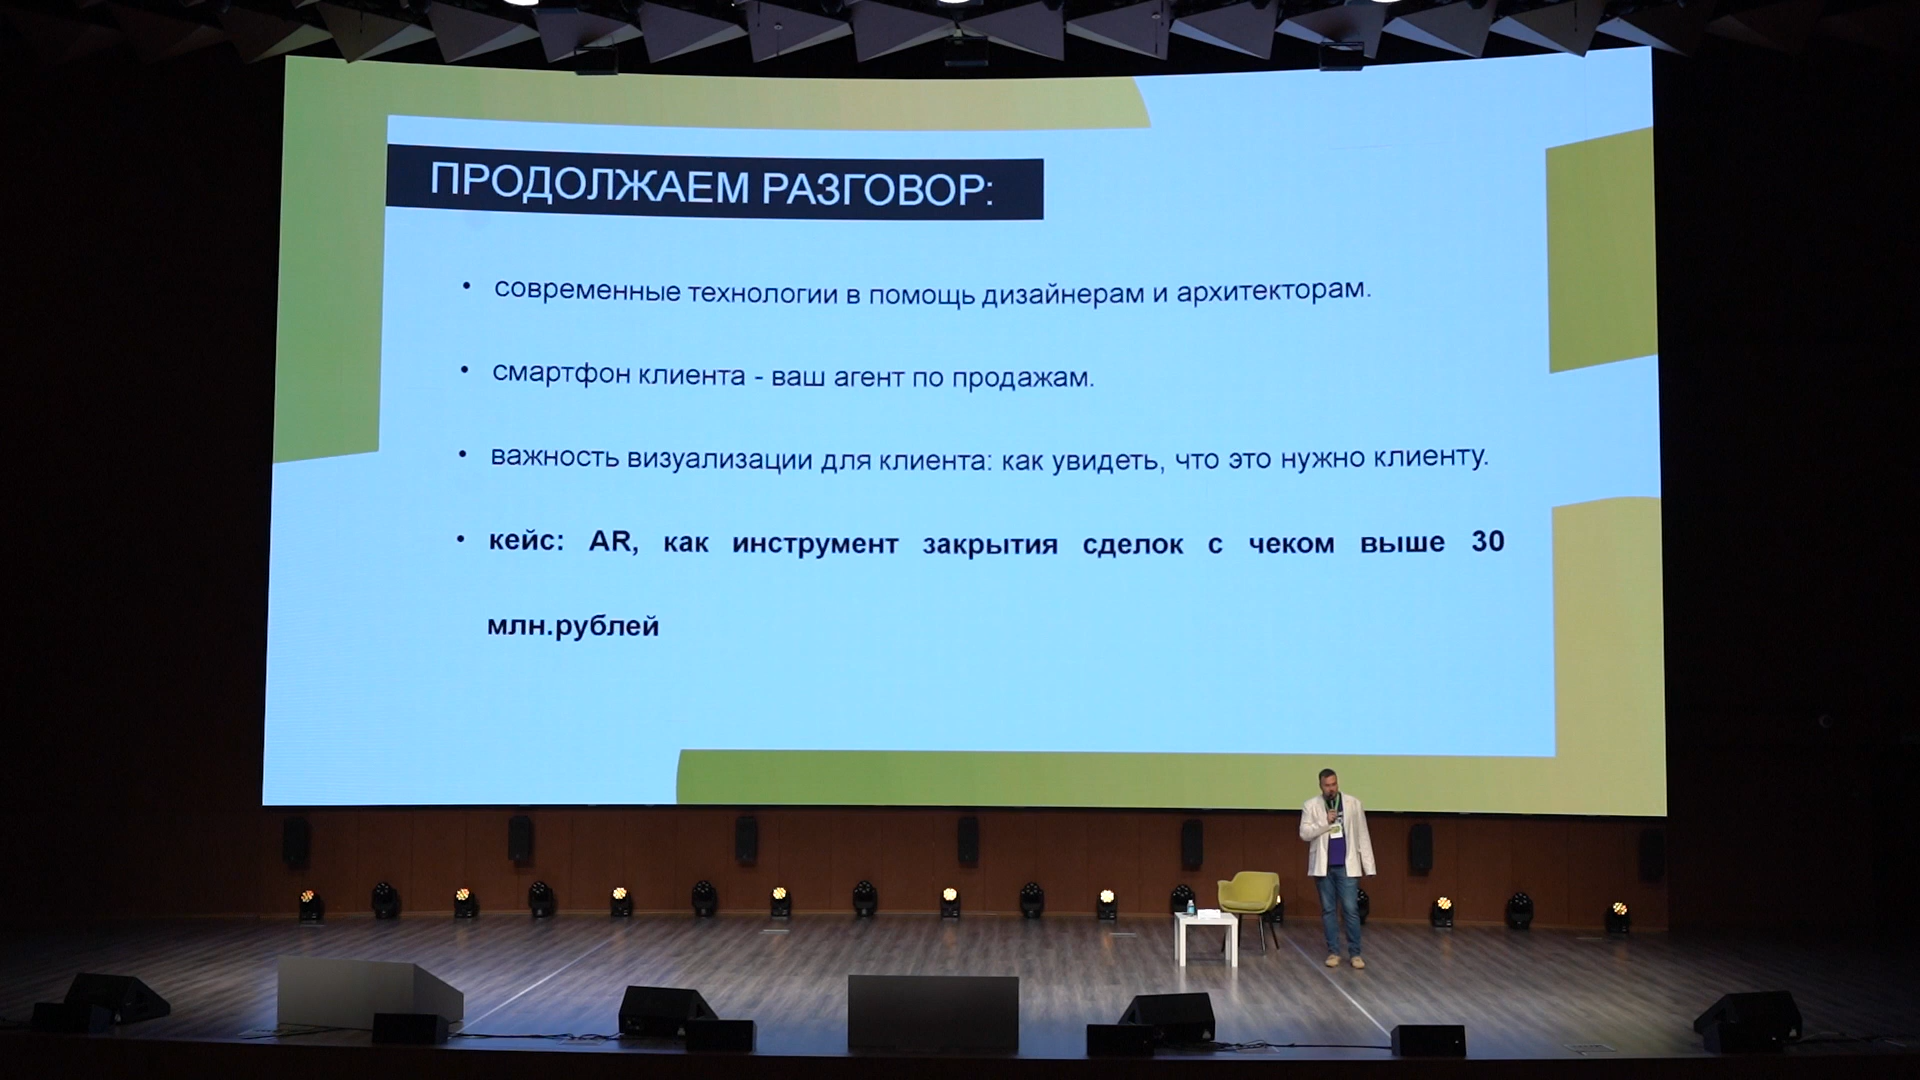 ПРОДОЛЖАЕМ РАЗГОВОР:
• современные технологии в помощь дизайнерам и архитекторам.
• смартфон клиента - ваш агент по продажам.
• важность визуализации для клиента: как увидеть, что это нужно клиенту.
• кейс: AR, как инструмент закрытия сделок с чеком выше 30
млн.рублей